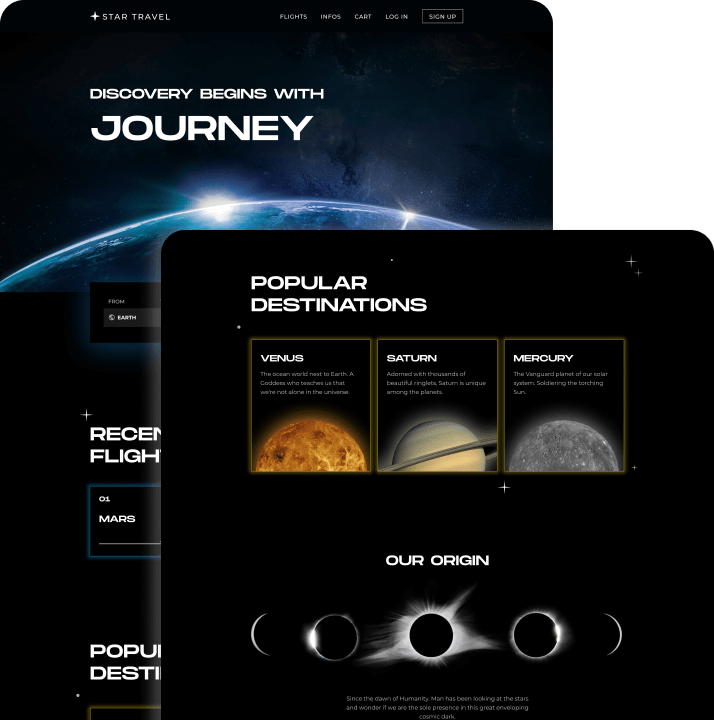 STAR TRAVEL
FLIGHTS INFOS CART LOG IN SIGN UP
DISCOVERY BEGINS WITH
JOURNEY
FROM
EARTH
RECEN
FLIGH
01
MARS
POPU
DESTI
POPULAR
DESTINATIONS
VENUS
The ocean world next to Earth. A
Goddess who teaches us that
we're not alone in the universe.
SATURN
Adorned with thousands of
beautiful ringlets, Saturn is unique
among the planets.
MERCURY
The Vanguard planet of our solar
system. Soldiering the torching
Sun.
OUR ORIGIN
Since the dawn of Humanity. Man has been looking at the stars
and wonder if we are the sole presence in this great enveloping
cosmic dark.